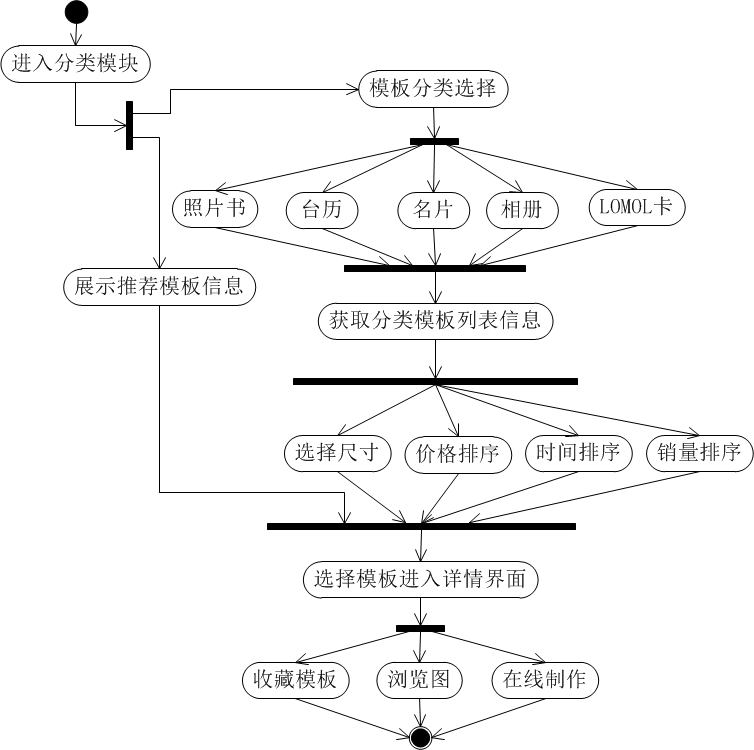 进入分类模块
模板分类选择
照片书
台历
名片
相册
LOMOL卡
展示推荐模板信息
获取分类模板列表信息
选择尺寸
价格排序
时间排序
销量排序
选择模板进入详情界面
收藏模板
浏览图
在线制作